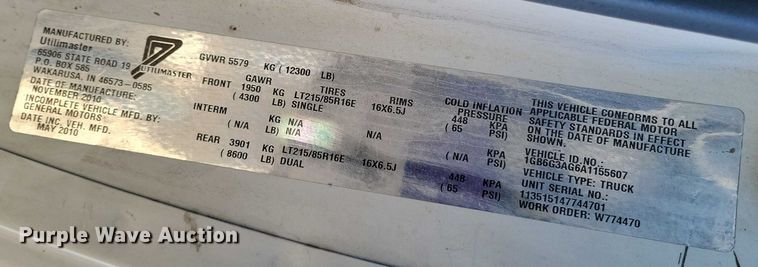 MANUFACTURED BY:
Utilimaster
65906 STATE ROAD 19
P.O. BOX 585
WAKARUSA, IN 46573-0585
DATE OF MANUFACTURE:
NOVEMBER 2010
INCOMPLETE VEHICLE MFD. BY:
GENERAL MOTORS
DATE INC. VEH. MFD.
MAY 2010
UTILIMASTER
GVWR 5579 KG (12300 LB)
GAWR TIRES RIMS COLD INFLATION PRESSURE
FRONT 1950 KG LT215/85R16E 16X6.5J 448 KPA
(4300 LB) SINGLE (65 PSI)
INTERM KG N/A
(N/A LB) N/A (N/A PSI)
REAR 3901 KG LT215/85R16E 16X6.5J 448 KPA
(8600 LB) DUAL (65 PSI)
THIS VEHICLE CONFORMS TO ALL
APPLICABLE FEDERAL MOTOR
SAFETY STANDARDS IN EFFECT
ON THE DATE OF MANUFACTURE
SHOWN.
VEHICLE ID NO.:
1GB6G3AG6A1155607
VEHICLE TYPE: TRUCK
UNIT SERIAL NO.:
113515147744701
WORK ORDER: W774470
Purple Wave Auction